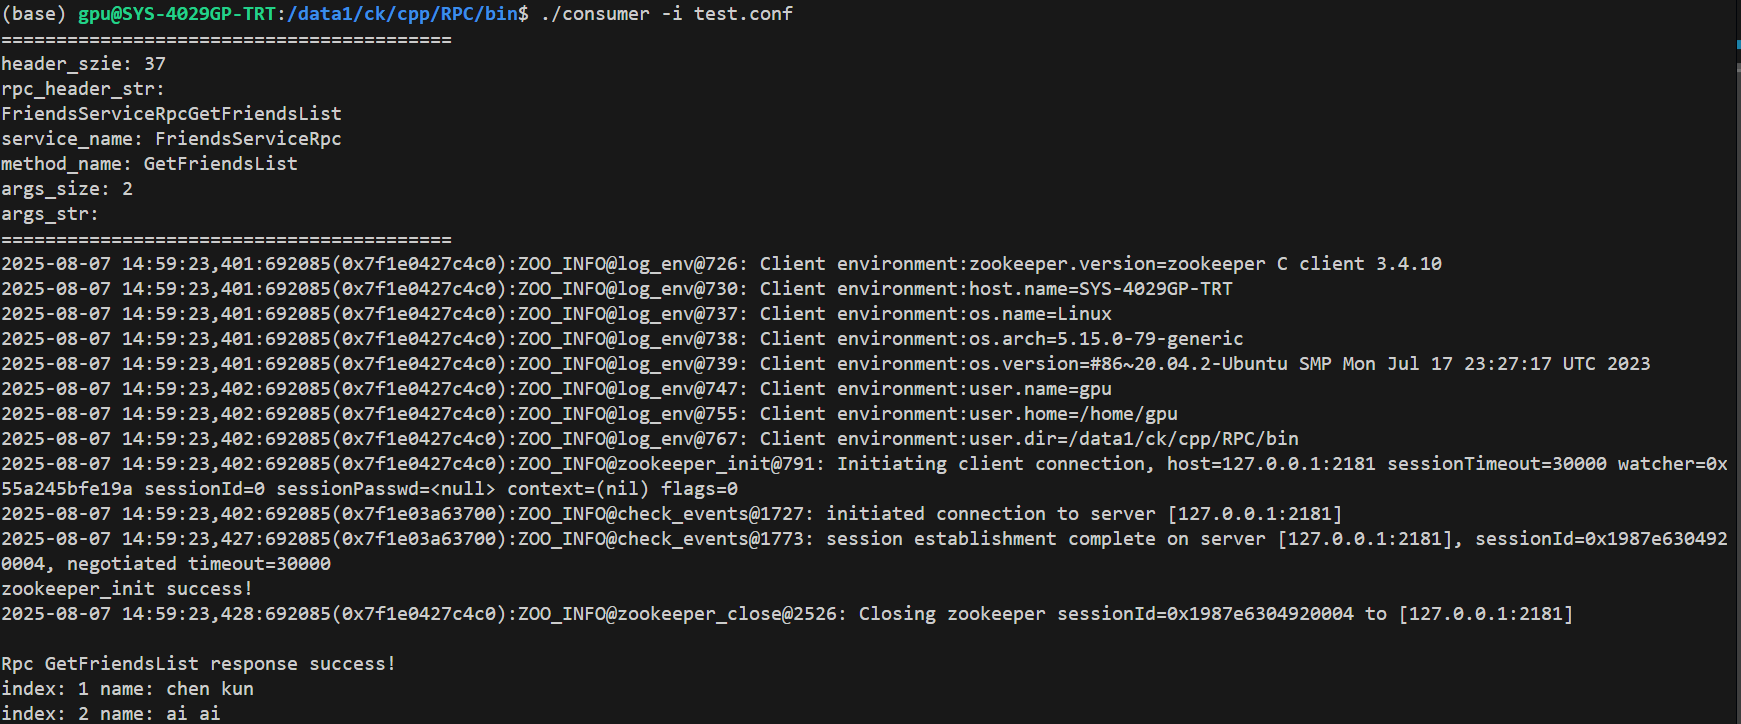 (base) gpu@SYS-4029GP-TRT:/data1/ck/cpp/RPC/bin$ ./consumer -i test.conf
=========================================
header_szie: 37
rpc_header_str:
FriendsServiceRpcGetFriendsList
service_name: FriendsServiceRpc
method_name: GetFriendsList
args_size: 2
args_str:
=========================================
2025-08-07 14:59:23,401:692085(0x7f1e0427c4c0):ZOO_INFO@log_env@726: Client environment:zookeeper.version=zookeeper C client 3.4.10
2025-08-07 14:59:23,401:692085(0x7f1e0427c4c0):ZOO_INFO@log_env@730: Client environment:host.name=SYS-4029GP-TRT
2025-08-07 14:59:23,401:692085(0x7f1e0427c4c0):ZOO_INFO@log_env@737: Client environment:os.name=Linux
2025-08-07 14:59:23,401:692085(0x7f1e0427c4c0):ZOO_INFO@log_env@738: Client environment:os.arch=5.15.0-79-generic
2025-08-07 14:59:23,401:692085(0x7f1e0427c4c0):ZOO_INFO@log_env@739: Client environment:os.version=#86~20.04.2-Ubuntu SMP Mon Jul 17 23:27:17 UTC 2023
2025-08-07 14:59:23,402:692085(0x7f1e0427c4c0):ZOO_INFO@log_env@747: Client environment:user.name=gpu
2025-08-07 14:59:23,402:692085(0x7f1e0427c4c0):ZOO_INFO@log_env@755: Client environment:user.home=/home/gpu
2025-08-07 14:59:23,402:692085(0x7f1e0427c4c0):ZOO_INFO@log_env@767: Client environment:user.dir=/data1/ck/cpp/RPC/bin
2025-08-07 14:59:23,402:692085(0x7f1e0427c4c0):ZOO_INFO@zookeeper_init@791: Initiating client connection, host=127.0.0.1:2181 sessionTimeout=30000 watcher=0x
55a245bfe19a sessionId=0 sessionPasswd=<null> context=(nil) flags=0
2025-08-07 14:59:23,402:692085(0x7f1e03a63700):ZOO_INFO@check_events@1727: initiated connection to server [127.0.0.1:2181]
2025-08-07 14:59:23,427:692085(0x7f1e03a63700):ZOO_INFO@check_events@1773: session establishment complete on server [127.0.0.1:2181], sessionId=0x1987e630492
0004, negotiated timeout=30000
zookeeper_init success!
2025-08-07 14:59:23,428:692085(0x7f1e0427c4c0):ZOO_INFO@zookeeper_close@2526: Closing zookeeper sessionId=0x1987e6304920004 to [127.0.0.1:2181]
Rpc GetFriendsList response success!
index: 1 name: chen kun
index: 2 name: ai ai